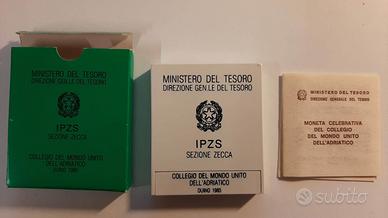 MINISTERO DEL TESORO
DIREZIONE GEN.LE DEL TESORO
IPZS
SEZIONE ZECCA
COLLEGIO DEL MONDO UNITO
DELL'ADRIATICO
DUINO 1985
MINISTERO DEL TESORO
DIREZIONE GEN.LE DEL TESORO
IPZS
SEZIONE ZECCA
COLLEGIO DEL MONDO UNITO
DELL'ADRIATICO
DUINO 1985
MINISTERO DEL TESORO
DIREZIONE GENERALE DEL TESORO
MONETA CELEBRATIVA
DEL COLLEGIO
DEL MONDO UNITO
DELL'ADRIATICO
subito